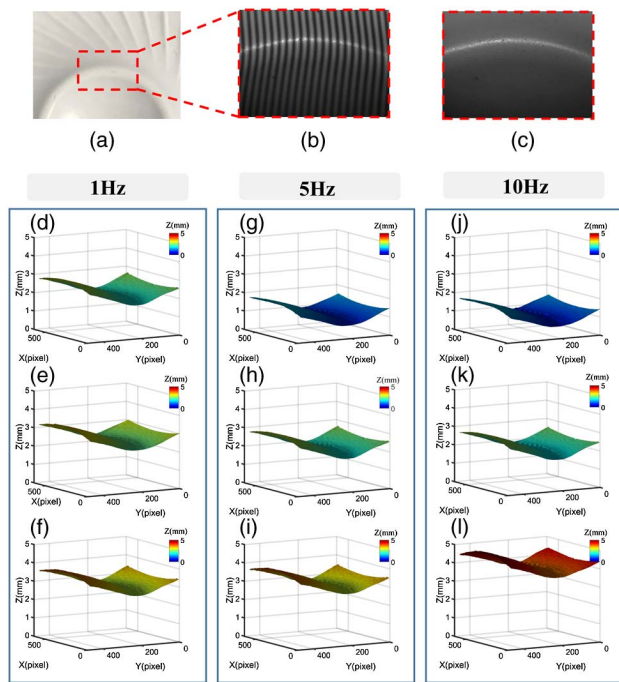 (a) (b) (c)
1Hz 5Hz 10Hz
(d) Z(mm) 5 0
5 4 3 2 1 0
Z(mm)
500 0 400 200 0
X(pixel) Y(pixel)
(g) Z(mm) 5 0
5 4 3 2 1 0
Z(mm)
500 0 400 200 0
X(pixel) Y(pixel)
(j) Z(mm) 5 0
5 4 3 2 1 0
Z(mm)
500 0 400 200 0
X(pixel) Y(pixel)
(e) Z(mm) 5 0
5 4 3 2 1 0
Z(mm)
500 0 400 200 0
X(pixel) Y(pixel)
(h) Z(mm) 5 0
5 4 3 2 1 0
Z(mm)
500 0 400 200 0
X(pixel) Y(pixel)
(k) Z(mm) 5 0
5 4 3 2 1 0
Z(mm)
500 0 400 200 0
X(pixel) Y(pixel)
(f) Z(mm) 5 0
5 4 3 2 1 0
Z(mm)
500 0 400 200 0
X(pixel) Y(pixel)
(i) Z(mm) 5 0
5 4 3 2 1 0
Z(mm)
500 0 400 200 0
X(pixel) Y(pixel)
(l) Z(mm) 5 0
5 4 3 2 1 0
Z(mm)
500 0 400 200 0
X(pixel) Y(pixel)